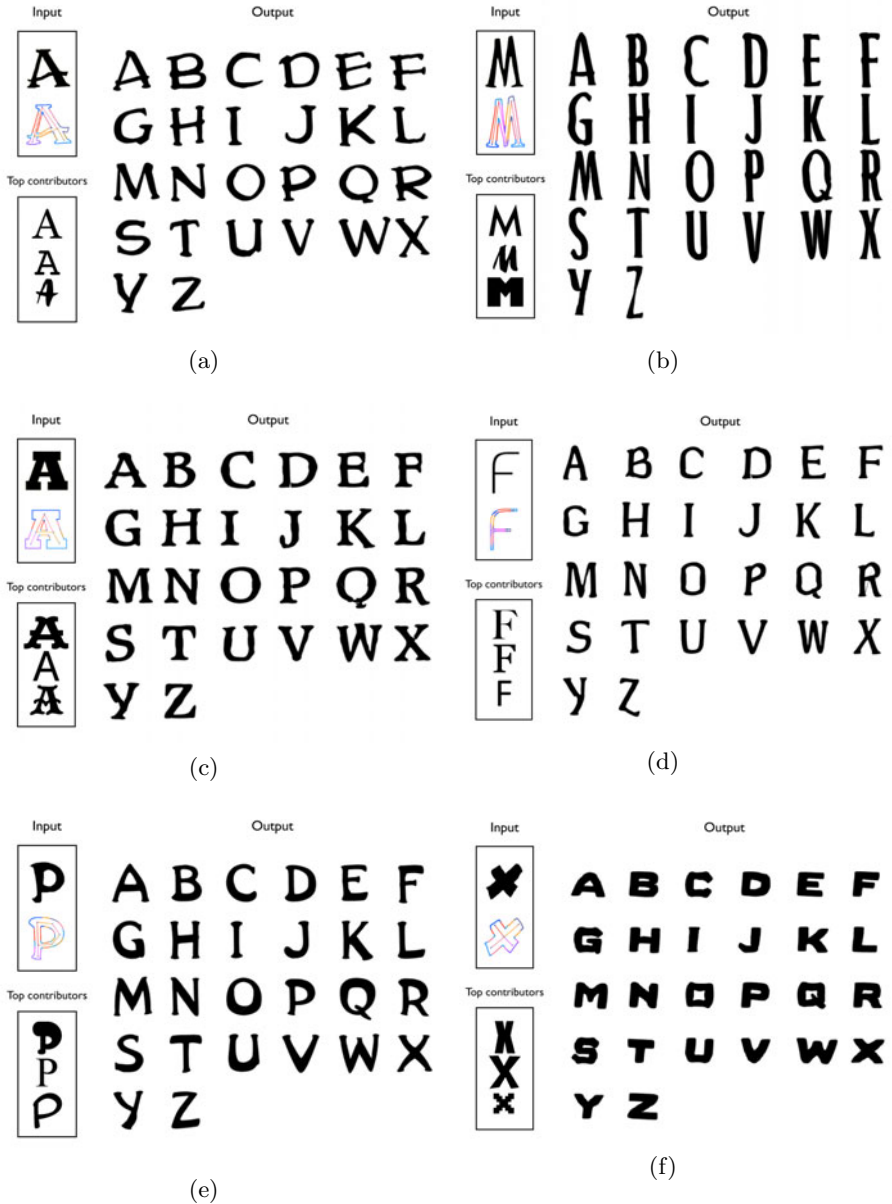 Input Output
A
A
Top contributors
A
A
A
A B C D E F
G H I J K L
M N O P Q R
S T U V W X
Y Z
(a)
Input Output
M
M
Top contributors
M
M
M
A B C D E F
G H I J K L
M N O P Q R
S T U V W X
Y Z
(b)
Input Output
A
A
Top contributors
A
A
A
A B C D E F
G H I J K L
M N O P Q R
S T U V W X
Y Z
(c)
Input Output
F
F
Top contributors
F
F
F
A B C D E F
G H I J K L
M N O P Q R
S T U V W X
Y Z
(d)
Input Output
P
P
Top contributors
P
P
P
A B C D E F
G H I J K L
M N O P Q R
S T U V W X
Y Z
(e)
Input Output
X
X
Top contributors
X
X
X
A B C D E F
G H I J K L
M N O P Q R
S T U V W X
Y Z
(f)